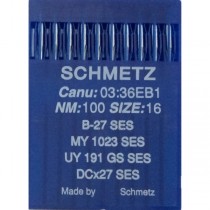 SCHMETZ
Canu: 03:36EB1
NM:100 SIZE:16
B-27 SES
MY 1023 SES
UY 191 GS SES
DCx27 SES
Made by Schmetz